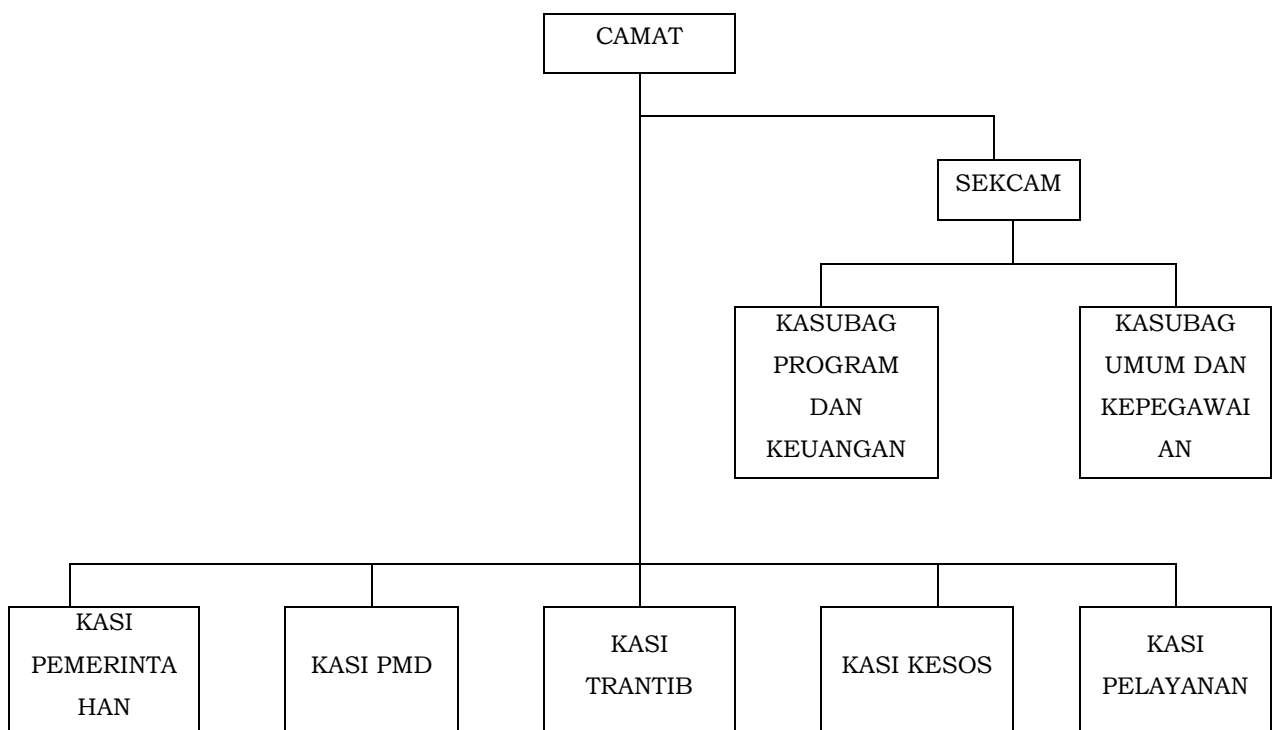 CAMAT
SEKCAM
KASUBAG
PROGRAM
DAN
KEUANGAN
KASUBAG
UMUM DAN
KEPEGAWAI
AN
KASI
PEMERINTA
HAN
KASI PMD
KASI
TRANTIB
KASI KESOS
KASI
PELAYANAN